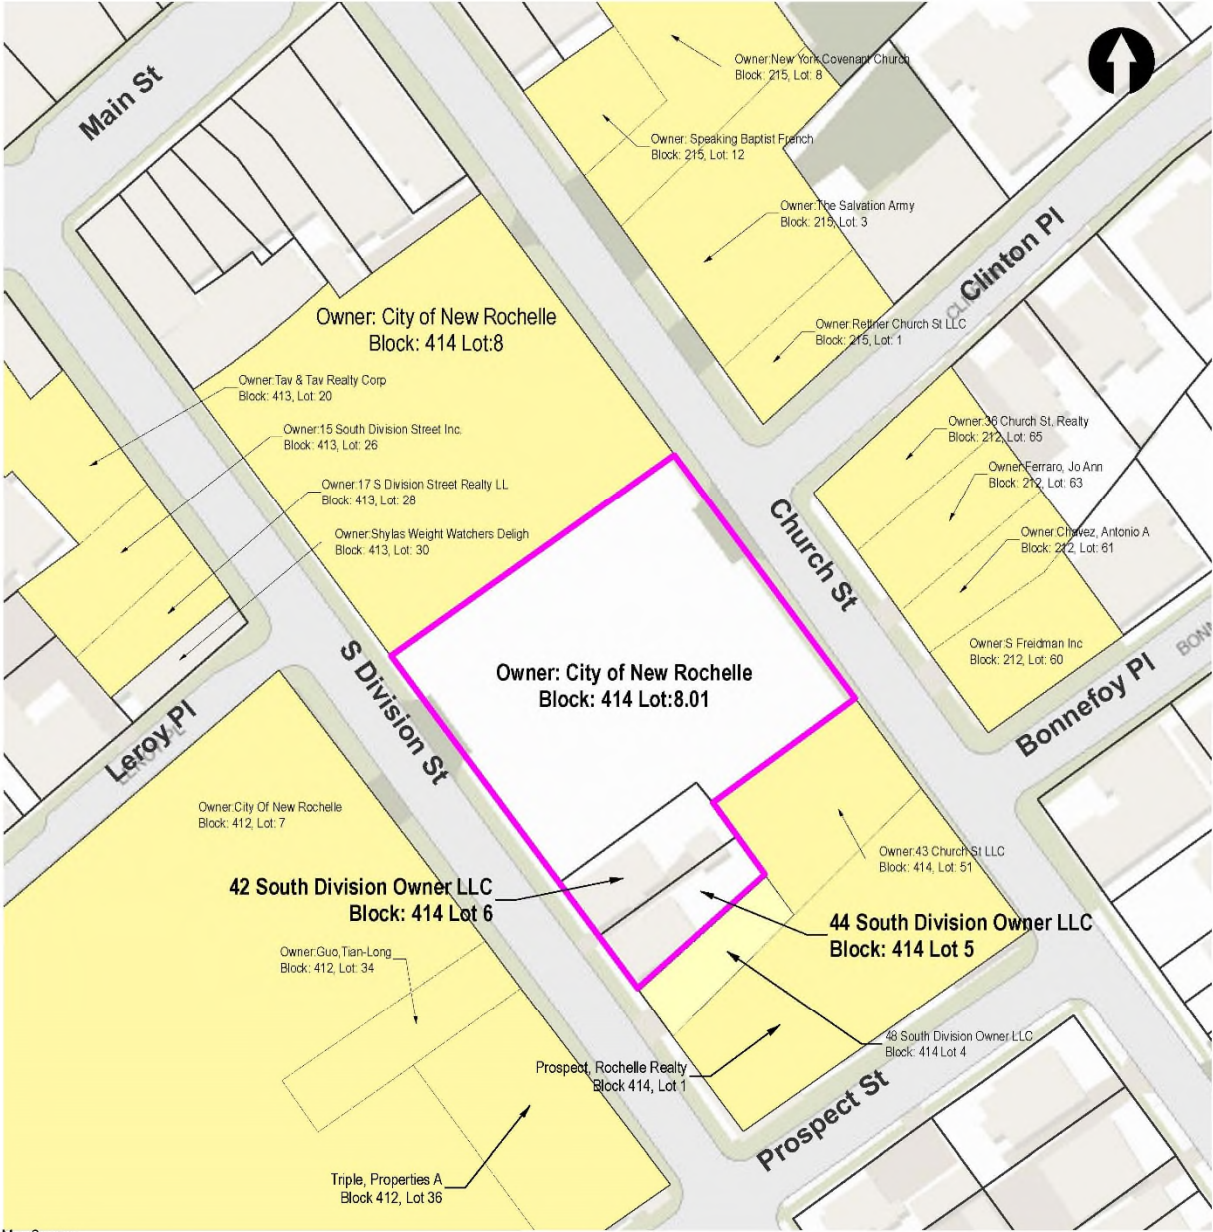 Main St
Owner:New York Covenant Church
Block: 215, Lot: 8
Owner: Speaking Baptist French
Block: 215, Lot: 12
Owner:The Salvation Army
Block: 215, Lot: 3
Clinton Pl
Owner: City of New Rochelle
Block: 414 Lot:8
Owner:Rettner Church St LLC
Block: 215, Lot: 1
Owner:Tav & Tav Realty Corp
Block: 413, Lot: 20
Owner:15 South Division Street Inc.
Block: 413, Lot: 26
Owner:36 Church St. Realty
Block: 212, Lot: 65
Owner:Ferraro, Jo Ann
Block: 212, Lot: 63
Owner:17 S Division Street Realty LL
Block: 413, Lot: 28
Owner:Shylas Weight Watchers Deligh
Block: 413, Lot: 30
Church St
Owner:Chavez, Antonio A
Block: 212, Lot: 61
Owner:S Freidman Inc
Block: 212, Lot: 60
BONN
Bonnefoy Pl
S Division St
Owner: City of New Rochelle
Block: 414 Lot:8.01
Leroy Pl
Owner:City Of New Rochelle
Block: 412, Lot: 7
Owner:43 Church St LLC
Block: 414, Lot: 51
42 South Division Owner LLC
Block: 414 Lot 6
44 South Division Owner LLC
Block: 414 Lot 5
Owner:Guo,Tian-Long
Block: 412, Lot: 34
48 South Division Owner LLC
Block: 414 Lot 4
Prospect, Rochelle Realty
Block 414, Lot 1
Prospect St
Triple, Properties A
Block 412, Lot 36